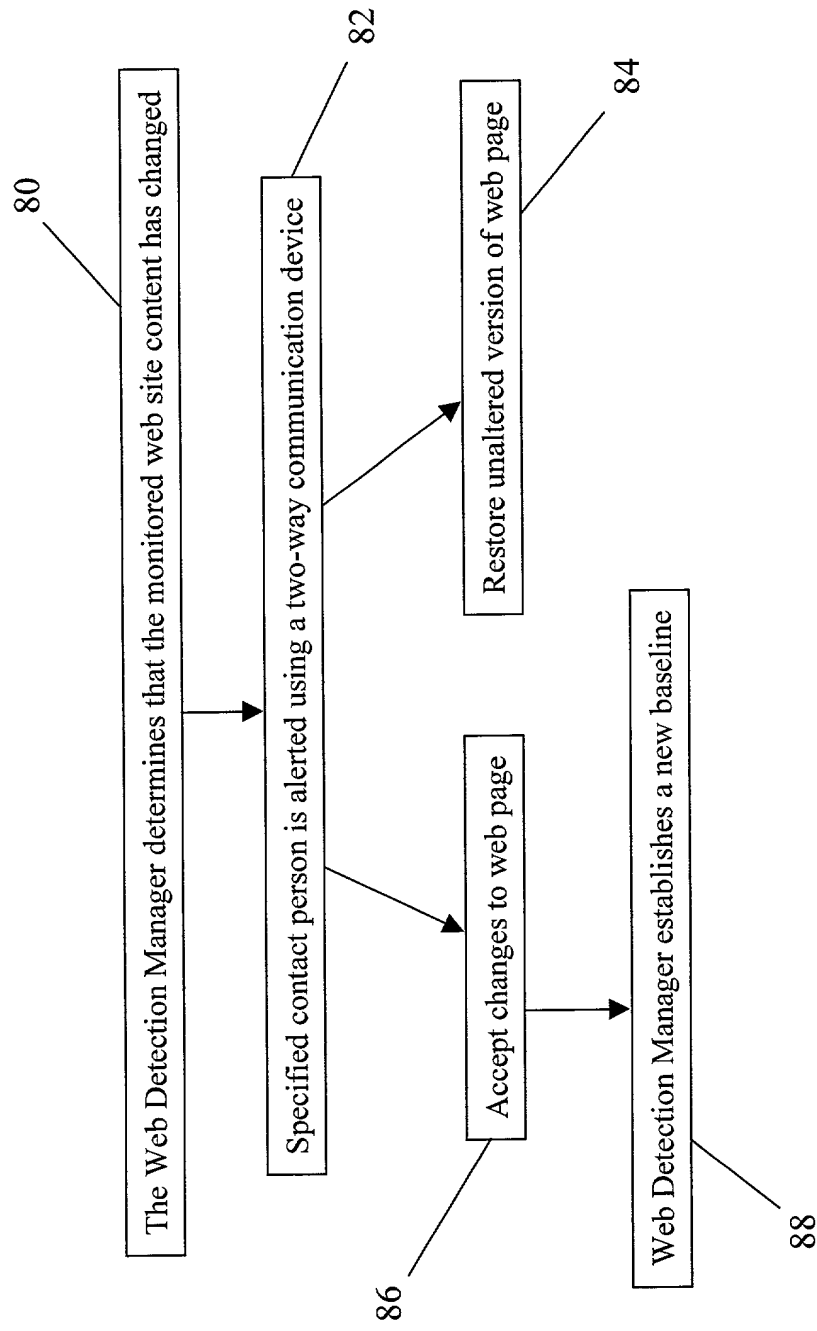 80
The Web Detection Manager determines that the monitored web site content has changed
82
Specified contact person is alerted using a two-way communication device
86
Accept changes to web page
Restore unaltered version of web page
84
Web Detection Manager establishes a new baseline
88